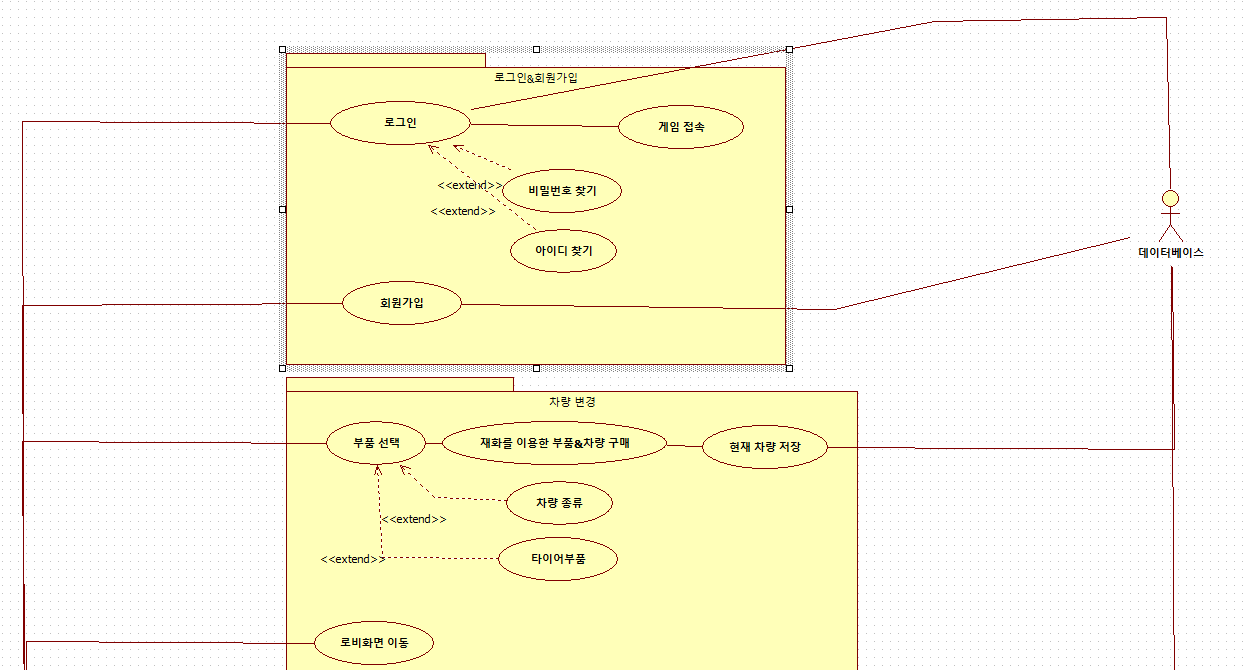 로그인&회원가입
로그인
게임 접속
<<extend>>
비밀번호 찾기
<<extend>>
아이디 찾기
데이터베이스
회원가입
차량 변경
부품 선택
재화를 이용한 부품&차량 구매
현재 차량 저장
차량 종류
<<extend>>
<<extend>>
타이어부품
로비화면 이동